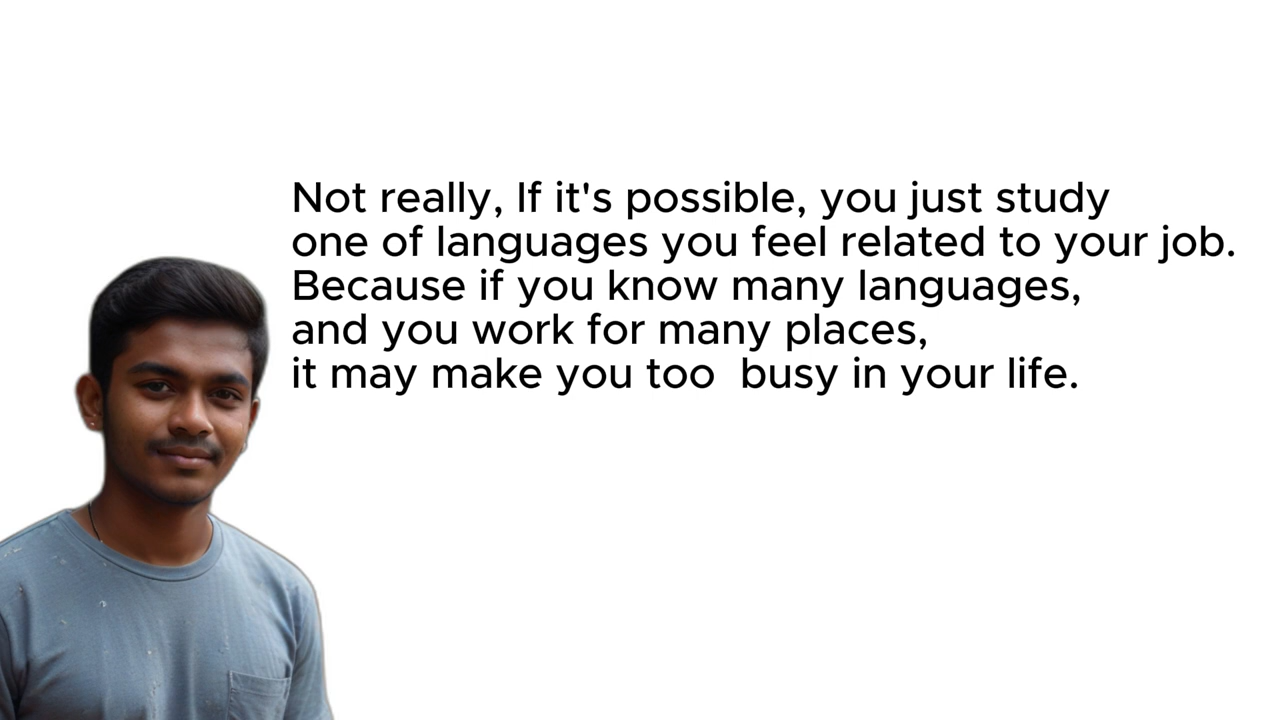 Not really, If it's possible, you just study
one of languages you feel related to your job.
Because if you know many languages,
and you work for many places,
it may make you too  busy in your life.